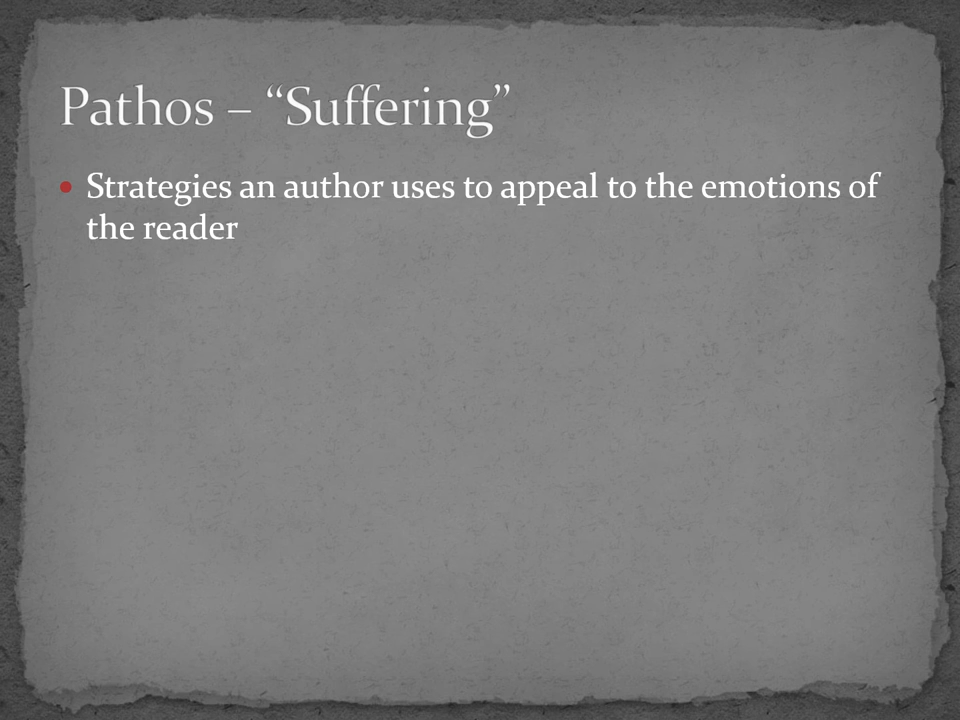 Pathos – “Suffering”
• Strategies an author uses to appeal to the emotions of
the reader